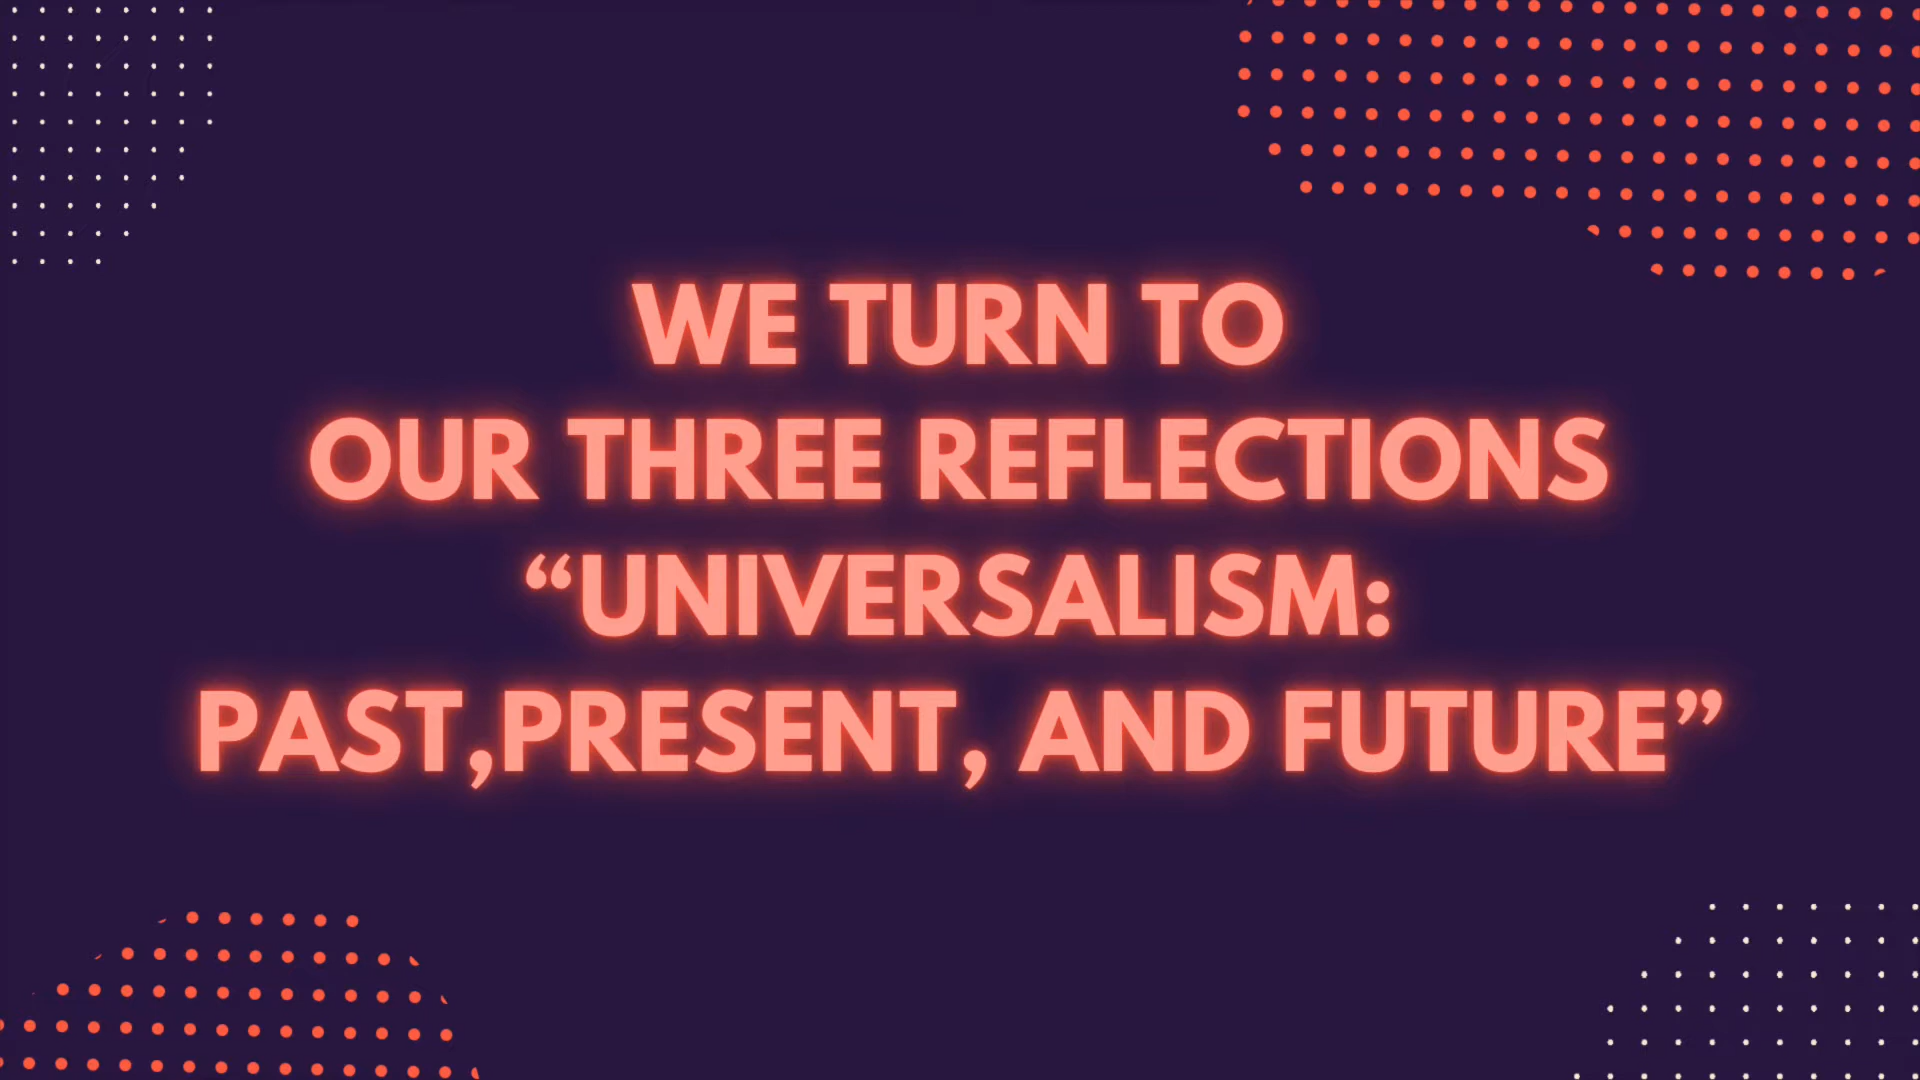 WE TURN TO
OUR THREE REFLECTIONS
“UNIVERSALISM:
PAST,PRESENT, AND FUTURE”